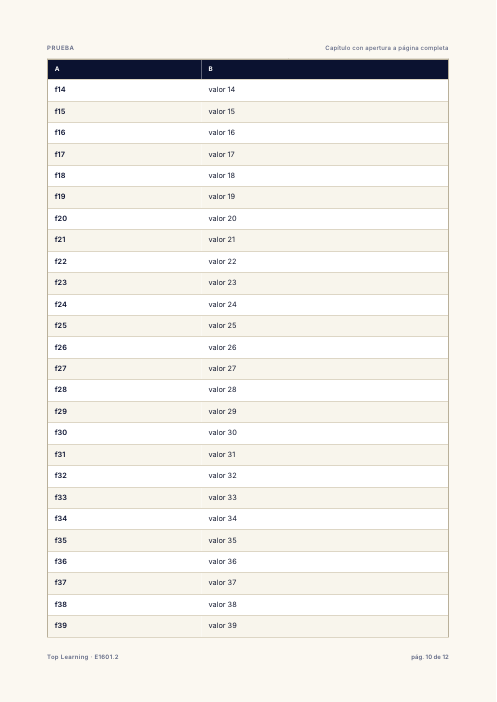 PRUEBA Capítulo con apertura a página completa
A B
f14 valor 14
f15 valor 15
f16 valor 16
f17 valor 17
f18 valor 18
f19 valor 19
f20 valor 20
f21 valor 21
f22 valor 22
f23 valor 23
f24 valor 24
f25 valor 25
f26 valor 26
f27 valor 27
f28 valor 28
f29 valor 29
f30 valor 30
f31 valor 31
f32 valor 32
f33 valor 33
f34 valor 34
f35 valor 35
f36 valor 36
f37 valor 37
f38 valor 38
f39 valor 39
Top Learning · E1601.2 pág. 10 de 12